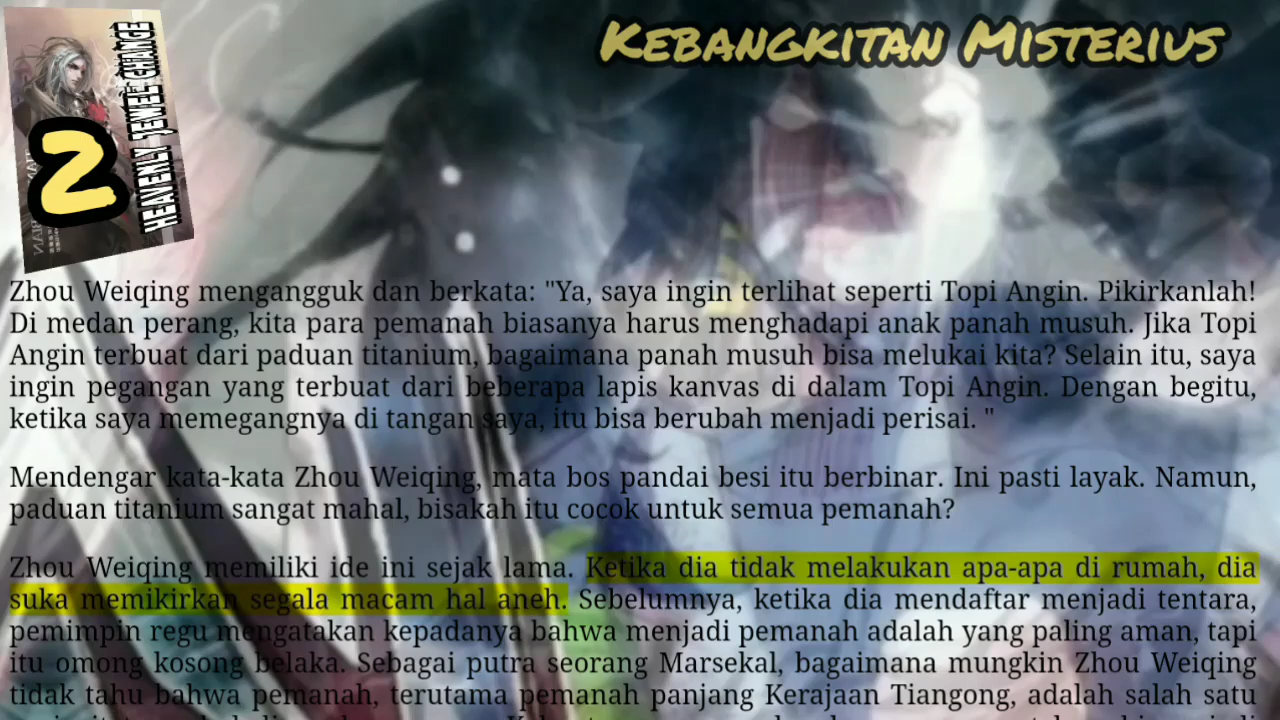 Kebangkitan Misterius
HEAVENLY JEWEL CHANGE
2
Zhou Weiqing mengangguk dan berkata: "Ya, saya ingin terlihat seperti Topi Angin. Pikirkanlah!
Di medan perang, kita para pemanah biasanya harus menghadapi anak panah musuh. Jika Topi
Angin terbuat dari paduan titanium, bagaimana panah musuh bisa melukai kita? Selain itu, saya
ingin pegangan yang terbuat dari beberapa lapis kanvas di dalam Topi Angin. Dengan begitu,
ketika saya memegangnya di tangan saya, itu bisa berubah menjadi perisai. "
Mendengar kata-kata Zhou Weiqing, mata bos pandai besi itu berbinar. Ini pasti layak. Namun,
paduan titanium sangat mahal, bisakah itu cocok untuk semua pemanah?
Zhou Weiqing memiliki ide ini sejak lama. Ketika dia tidak melakukan apa-apa di rumah, dia
suka memikirkan segala macam hal aneh. Sebelumnya, ketika dia mendaftar menjadi tentara,
pemimpin regu mengatakan kepadanya bahwa menjadi pemanah adalah yang paling aman, tapi
itu omong kosong belaka. Sebagai putra seorang Marsekal, bagaimana mungkin Zhou Weiqing
tidak tahu bahwa pemanah, terutama pemanah panjang Kerajaan Tiangong, adalah salah satu